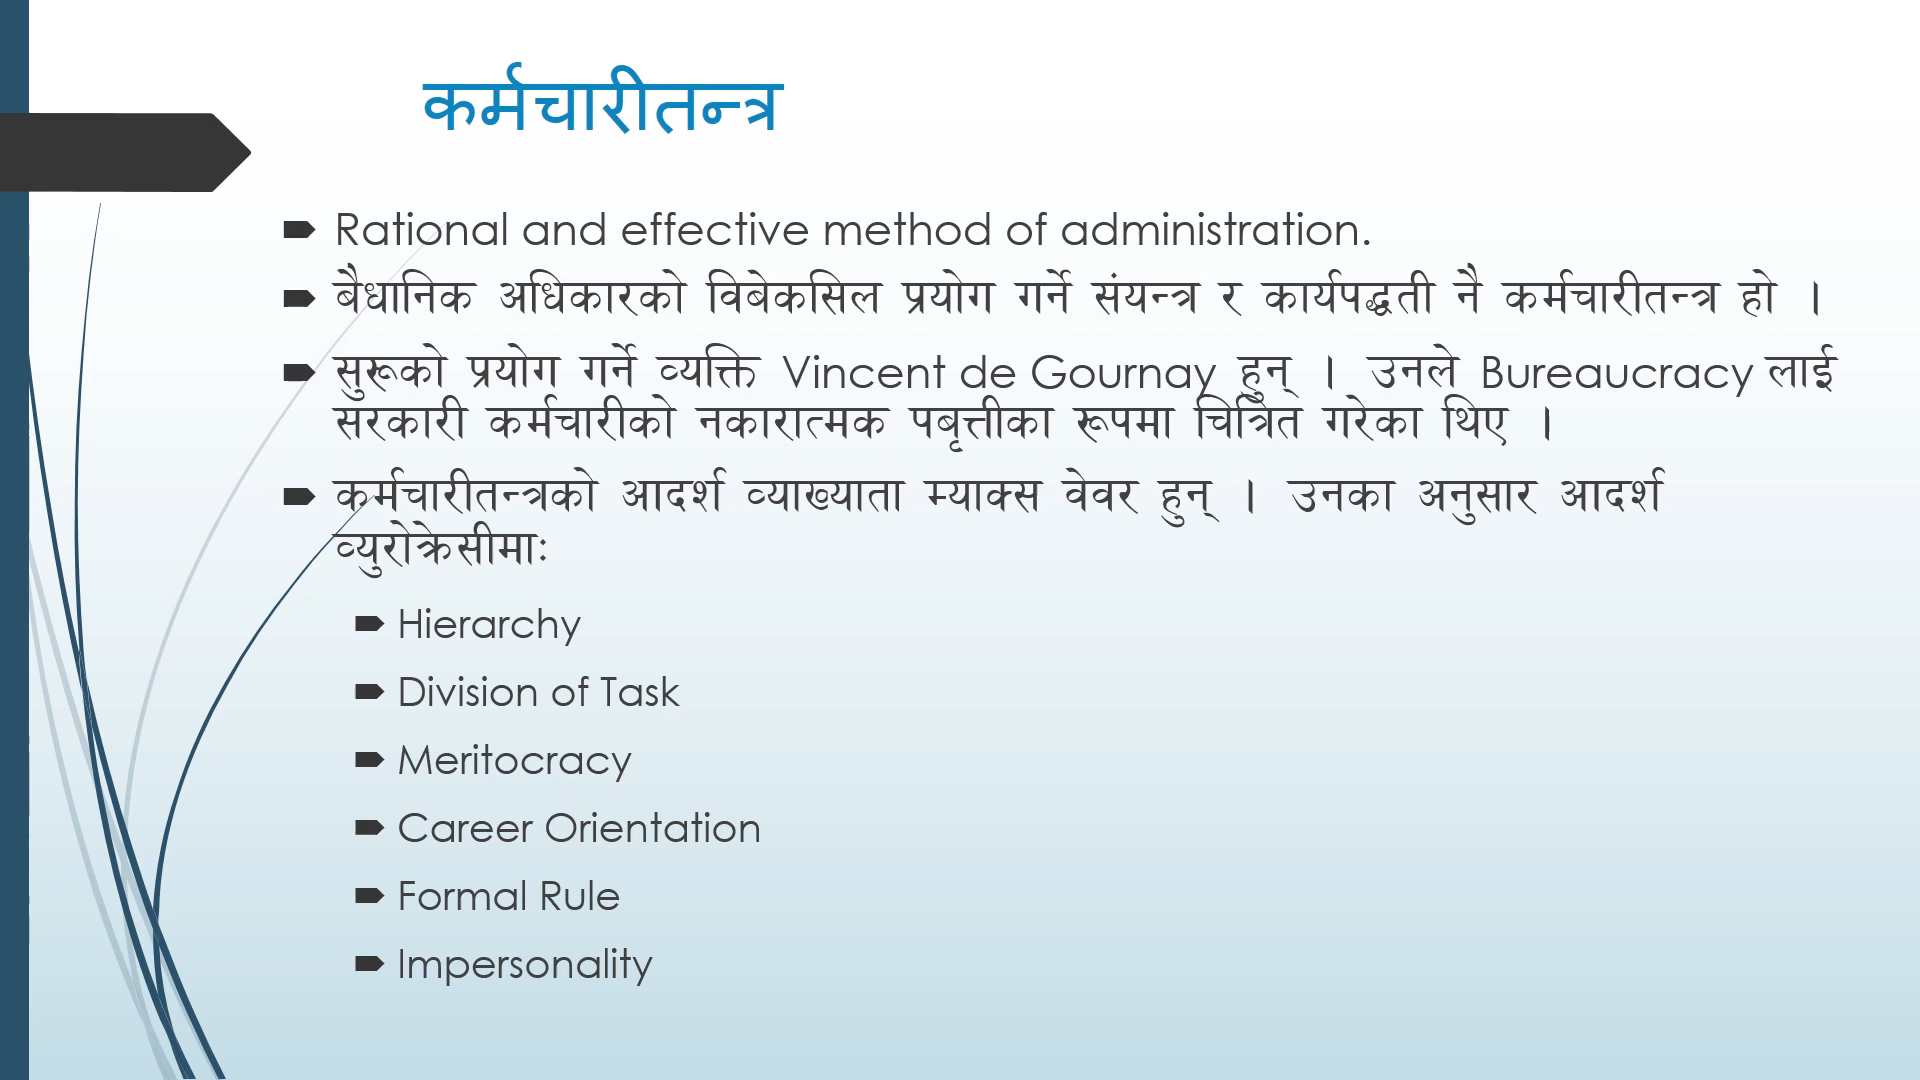 कर्मचारीतन्त्र
Rational and effective method of administration.
बैधानिक अधिकारको विबेकसिल प्रयोग गर्ने संयन्त्र र कार्यपद्धती नै कर्मचारीतन्त्र हो ।
सुरूको प्रयोग गर्ने व्यक्ति Vincent de Gournay हुन् । उनले Bureaucracy लाई
सरकारी कर्मचारीको नकारात्मक पबृत्तीका रूपमा चित्रित गरेका थिए ।
कर्मचारीतन्त्रको आदर्श व्याख्याता म्याक्स वेवर हुन् । उनका अनुसार आदर्श
व्युरोक्रेसीमाः
Hierarchy
Division of Task
Meritocracy
Career Orientation
Formal Rule
Impersonality